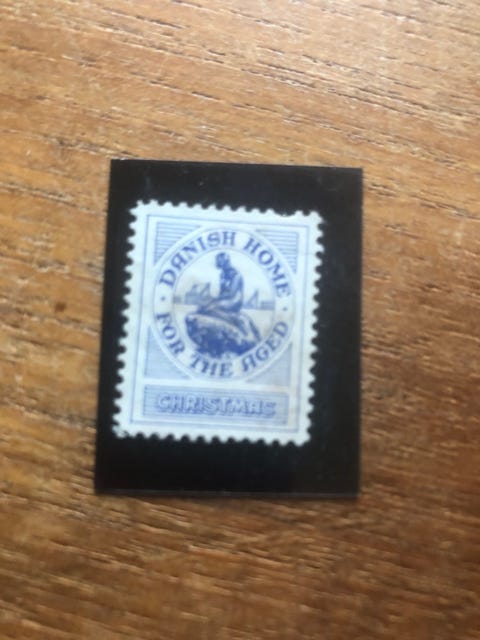 DANISH HOME
FOR THE AGED
CHRISTMAS